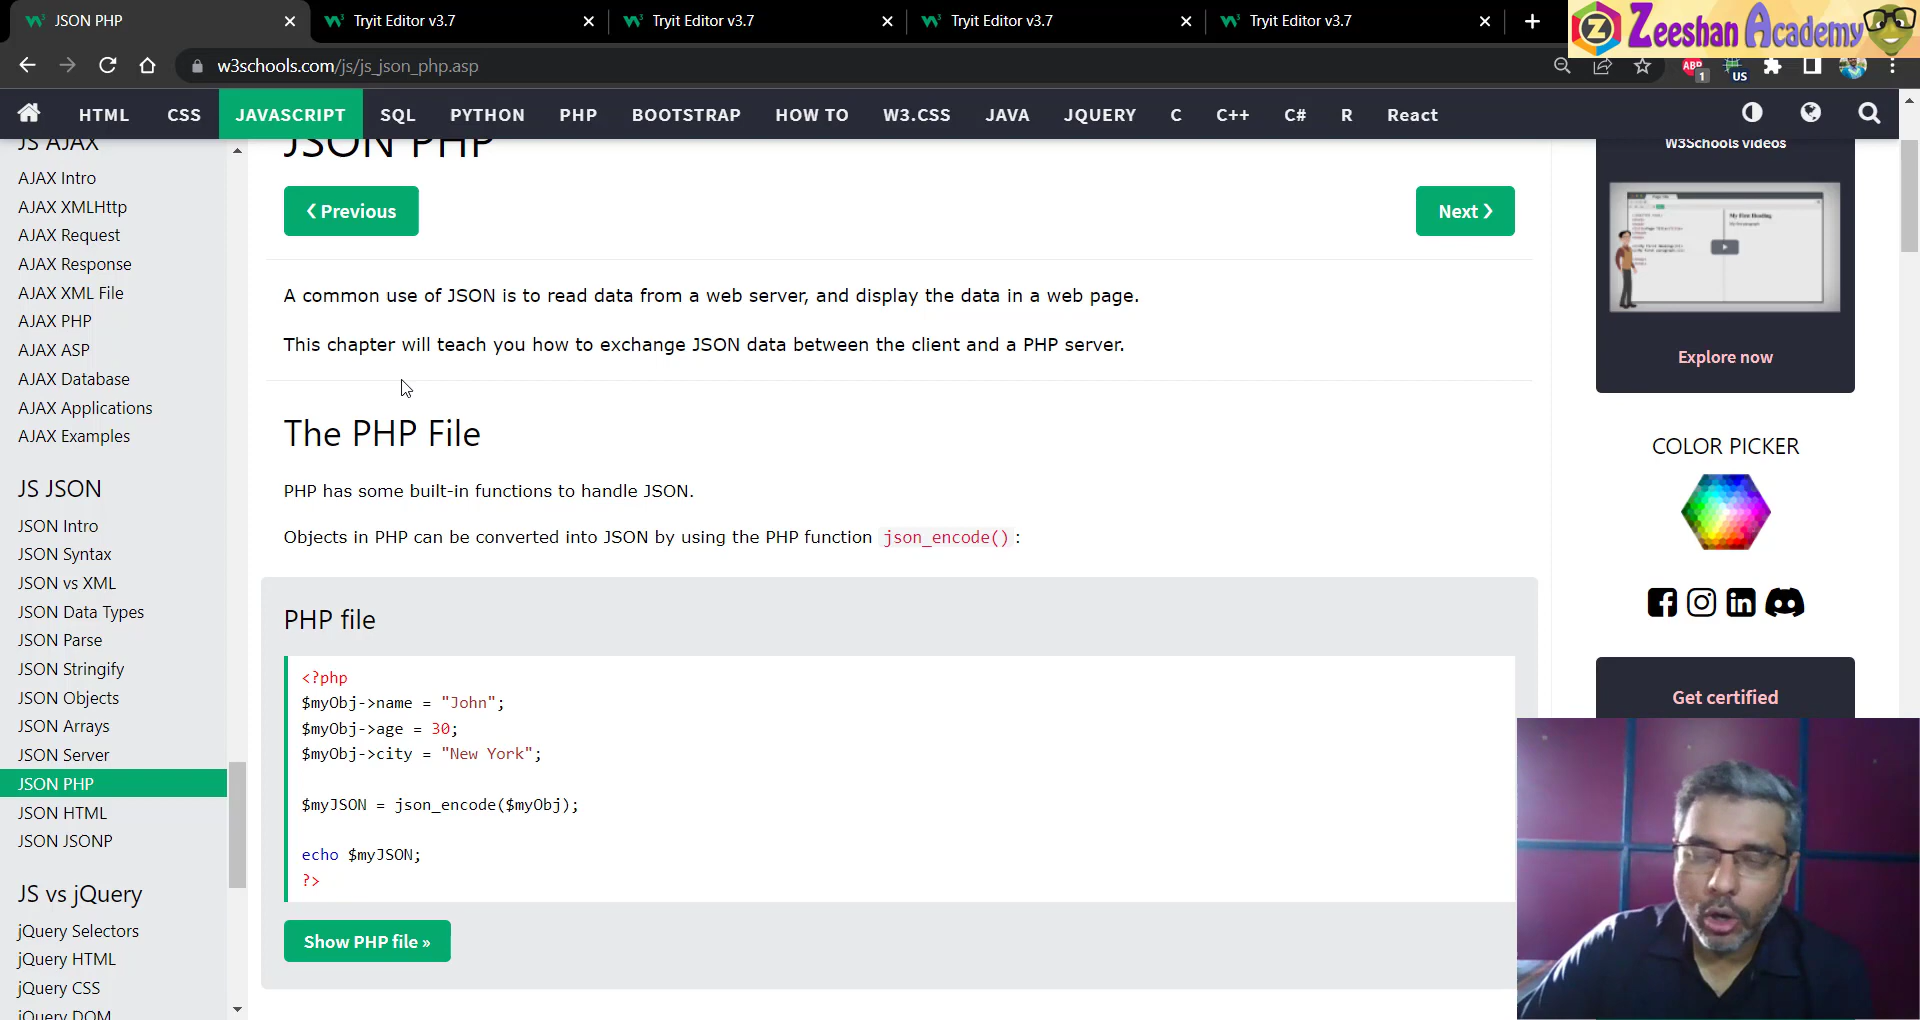 JSON PHP
Tryit Editor v3.7
Tryit Editor v3.7
Tryit Editor v3.7
Tryit Editor v3.7
Zeeshan Academy
w3schools.com/js/js_json_php.asp
ABP
1
US
HTML
CSS
JAVASCRIPT
SQL
PYTHON
PHP
BOOTSTRAP
HOW TO
W3.CSS
JAVA
JQUERY
C
C++
C#
R
React
JS AJAX
AJAX Intro
AJAX XMLHttp
AJAX Request
AJAX Response
AJAX XML File
AJAX PHP
AJAX ASP
AJAX Database
AJAX Applications
AJAX Examples
JS JSON
JSON Intro
JSON Syntax
JSON vs XML
JSON Data Types
JSON Parse
JSON Stringify
JSON Objects
JSON Arrays
JSON Server
JSON PHP
JSON HTML
JSON JSONP
JS vs jQuery
jQuery Selectors
jQuery HTML
jQuery CSS
jQuery DOM
JSON PHP
❮ Previous
Next ❯
A common use of JSON is to read data from a web server, and display the data in a web page.
This chapter will teach you how to exchange JSON data between the client and a PHP server.
The PHP File
PHP has some built-in functions to handle JSON.
Objects in PHP can be converted into JSON by using the PHP function json_encode():
PHP file
<?php
$myObj->name = "John";
$myObj->age = 30;
$myObj->city = "New York";
$myJSON = json_encode($myObj);
echo $myJSON;
?>
Show PHP file »
W3Schools videos
My First Heading
Explore now
COLOR PICKER
Get certified